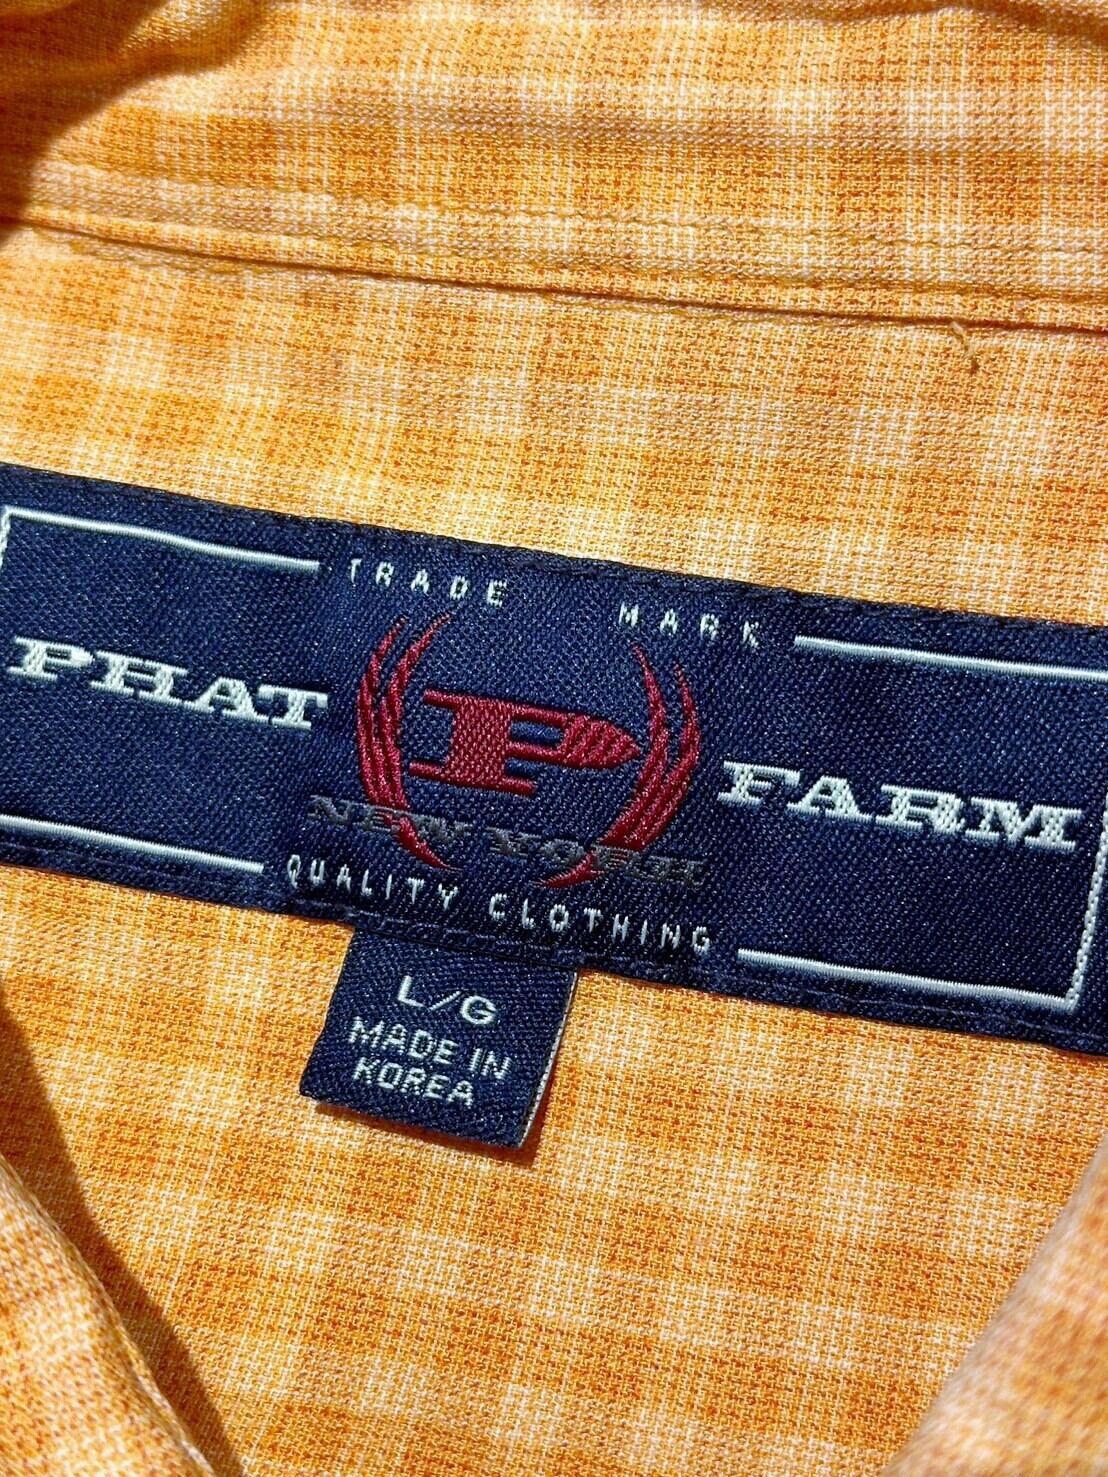 TRADE MARK
PHAT P FARM
NEW YORK
QUALITY CLOTHING
L/G
MADE IN
KOREA